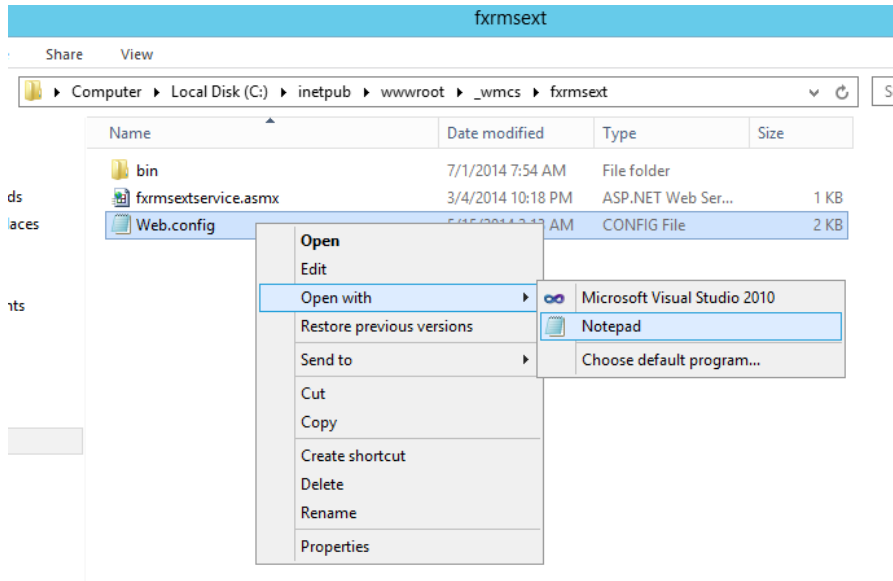 fxrmsext
Share View
Computer Local Disk (C:) inetpub wwwroot _wmcs fxrmsext S
Name Date modified Type Size
bin 7/1/2014 7:54 AM File folder
ds fxrmsextservice.asmx 3/4/2014 10:18 PM ASP.NET Web Ser... 1 KB
laces Web.config AM CONFIG File 2 KB
Open
Edit
Open with Microsoft Visual Studio 2010
nts
Restore previous versions Notepad
Send to Choose default program...
Cut
Copy
Create shortcut
Delete
Rename
Properties